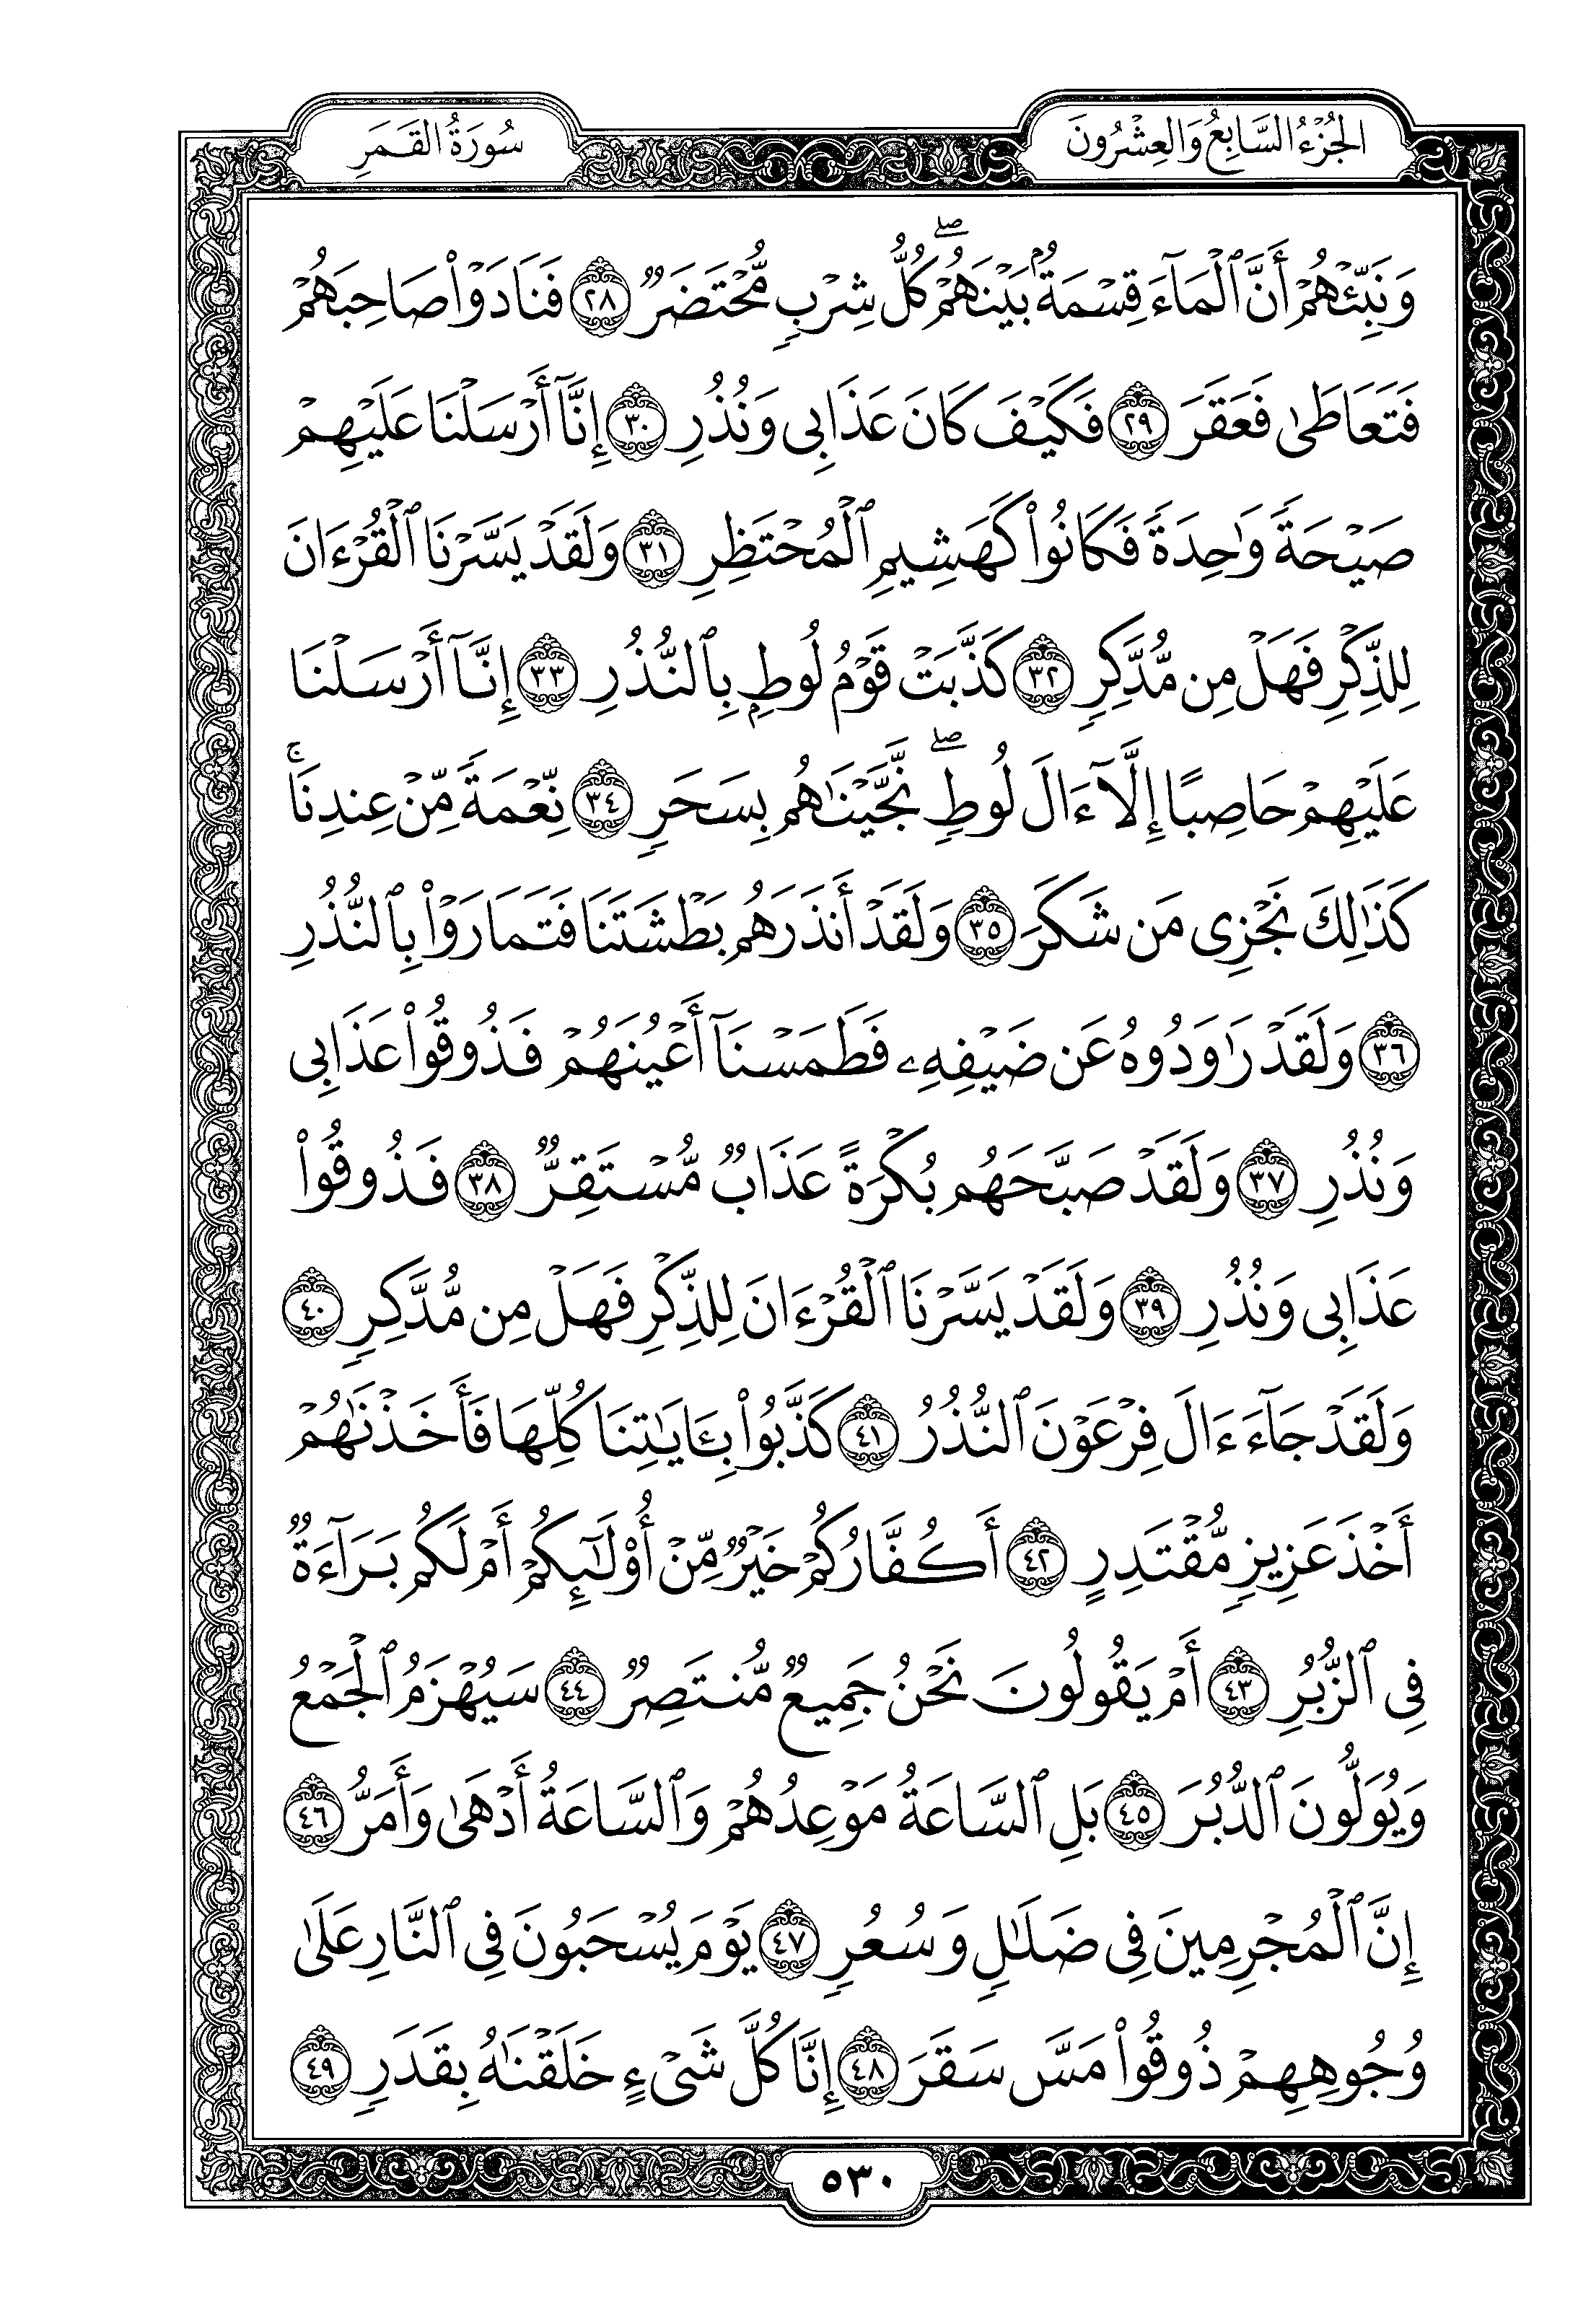 الجُزْءُ السَّابِعُ وَالعِشْرُونَ
سُورَةُ القَمَرِ
وَنَبِّئْهُمْ أَنَّ ٱلْمَآءَ قِسْمَةٌۢ بَيْنَهُمْۖ كُلُّ شِرْبٍ مُّحْتَضَرٌ ٢٨ فَنَادَوْا۟ صَاحِبَهُمْ
فَتَعَاطَىٰ فَعَقَرَ ٢٩ فَكَيْفَ كَانَ عَذَابِى وَنُذُرِ ٣٠ إِنَّآ أَرْسَلْنَا عَلَيْهِمْ
صَيْحَةً وَٰحِدَةً فَكَانُوا۟ كَهَشِيمِ ٱلْمُحْتَظِرِ ٣١ وَلَقَدْ يَسَّرْنَا ٱلْقُرْءَانَ
لِلذِّكْرِ فَهَلْ مِن مُّدَّكِرٍ ٣٢ كَذَّبَتْ قَوْمُ لُوطٍۭ بِٱلنُّذُرِ ٣٣ إِنَّآ أَرْسَلْنَا
عَلَيْهِمْ حَاصِبًا إِلَّآ ءَالَ لُوطٍۖ نَّجَّيْنَٰهُم بِسَحَرٍ ٣٤ نِّعْمَةً مِّنْ عِندِنَاۚ
كَذَٰلِكَ نَجْزِى مَن شَكَرَ ٣٥ وَلَقَدْ أَنذَرَهُم بَطْشَتَنَا فَتَمَارَوْا۟ بِٱلنُّذُرِ
٣٦ وَلَقَدْ رَٰوَدُوهُ عَن ضَيْفِهِۦ فَطَمَسْنَآ أَعْيُنَهُمْ فَذُوقُوا۟ عَذَابِى
وَنُذُرِ ٣٧ وَلَقَدْ صَبَّحَهُم بُكْرَةً عَذَابٌ مُّسْتَقِرٌّ ٣٨ فَذُوقُوا۟
عَذَابِى وَنُذُرِ ٣٩ وَلَقَدْ يَسَّرْنَا ٱلْقُرْءَانَ لِلذِّكْرِ فَهَلْ مِن مُّدَّكِرٍ ٤٠
وَلَقَدْ جَآءَ ءَالَ فِرْعَوْنَ ٱلنُّذُرُ ٤١ كَذَّبُوا۟ بِـَٔايَٰتِنَا كُلِّهَا فَأَخَذْنَٰهُمْ
أَخْذَ عَزِيزٍ مُّقْتَدِرٍ ٤٢ أَكُفَّارُكُمْ خَيْرٌ مِّنْ أُو۟لَٰٓئِكُمْ أَمْ لَكُم بَرَآءَةٌ
فِى ٱلزُّبُرِ ٤٣ أَمْ يَقُولُونَ نَحْنُ جَمِيعٌ مُّنتَصِرٌ ٤٤ سَيُهْزَمُ ٱلْجَمْعُ
وَيُوَلُّونَ ٱلدُّبُرَ ٤٥ بَلِ ٱلسَّاعَةُ مَوْعِدُهُمْ وَٱلسَّاعَةُ أَدْهَىٰ وَأَمَرُّ ٤٦
إِنَّ ٱلْمُجْرِمِينَ فِى ضَلَٰلٍ وَسُعُرٍ ٤٧ يَوْمَ يُسْحَبُونَ فِى ٱلنَّارِ عَلَىٰ
وُجُوهِهِمْ ذُوقُوا۟ مَسَّ سَقَرَ ٤٨ إِنَّا كُلَّ شَىْءٍ خَلَقْنَٰهُ بِقَدَرٍ ٤٩
٥٣٠